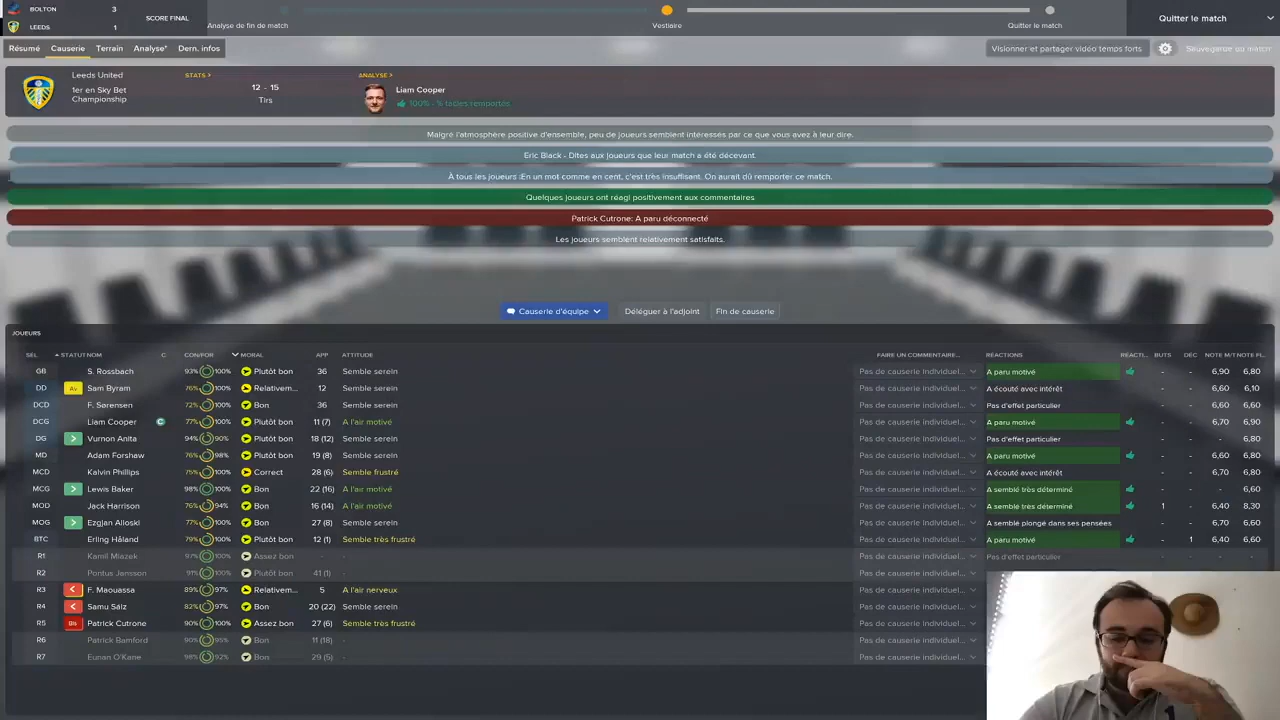 BOLTON 3
LEEDS 1
SCORE FINAL
Analyse de fin de match
Vestiaire
Quitter le match
Quitter le match
Résumé Causerie Terrain Analyse* Dern. infos
Visionner et partager vidéo temps forts
Sauvegarde du match
Leeds United
1er en Sky Bet
Championship
STATS >
12 - 15
Tirs
ANALYSE >
Liam Cooper
100% - % tacles remportés
Malgré l'atmosphère positive d'ensemble, peu de joueurs semblent intéressés par ce que vous avez à leur dire.
Eric Black - Dites aux joueurs que leur match a été décevant.
À tous les joueurs :En un mot comme en cent, c'est très insuffisant. On aurait dû remporter ce match.
Quelques joueurs ont réagi positivement aux commentaires
Patrick Cutrone: A paru déconnecté
Les joueurs semblent relativement satisfaits.
Causerie d'équipe
Déléguer à l'adjoint
Fin de causerie
JOUEURS
SEL STATUT NOM C CON/FOR MORAL APP ATTITUDE FAIRE UN COMMENTAIRE... RÉACTIONS RÉACTI... BUTS DÉC NOTE M/T NOTE FI...
GB S. Rossbach 93% 100% Plutôt bon 36 Semble serein Pas de causerie individuel... A paru motivé - - 6,90 6,80
DD Av Sam Byram 76% 100% Relativem... 12 Semble serein Pas de causerie individuel... A écouté avec intérêt - - 6,60 6,10
DCD F. Sørensen 72% 100% Bon 36 Semble serein Pas de causerie individuel... Pas d'effet particulier - - 6,60 6,60
DCG Liam Cooper C 77% 100% Plutôt bon 11 (7) A l'air motivé Pas de causerie individuel... A paru motivé - - 6,70 6,90
DG Vurnon Anita 94% 90% Plutôt bon 18 (12) Semble serein Pas de causerie individuel... Pas d'effet particulier - - - 6,80
MD Adam Forshaw 76% 98% Plutôt bon 19 (8) Semble serein Pas de causerie individuel... A paru motivé - - 6,60 6,80
MCD Kalvin Phillips 75% 100% Correct 28 (6) Semble frustré Pas de causerie individuel... A écouté avec intérêt - - 6,70 6,80
MCG Lewis Baker 98% 100% Bon 22 (16) A l'air motivé Pas de causerie individuel... A semblé très déterminé - - - 6,60
MOD Jack Harrison 76% 94% Bon 16 (14) A l'air motivé Pas de causerie individuel... A semblé très déterminé 1 - 6,40 8,30
MOG Ezgjan Alioski 77% 100% Bon 27 (8) Semble serein Pas de causerie individuel... A semblé plongé dans ses pensées - - 6,70 6,60
BTC Erling Håland 79% 100% Plutôt bon 12 (1) Semble très frustré Pas de causerie individuel... A paru motivé - 1 6,40 6,60
R1 Kamil Miazek 97% 100% Assez bon - - Pas de causerie individuel... Pas d'effet particulier - - - -
R2 Pontus Jansson 91% 100% Plutôt bon 41 (1) - Pas de causerie individuel...
R3 F. Maouassa 89% 97% Relativem... 5 A l'air nerveux Pas de causerie individuel...
R4 Samu Sáiz 82% 97% Bon 20 (22) Semble serein Pas de causerie individuel...
R5 Patrick Cutrone 90% 100% Assez bon 27 (6) Semble très frustré Pas de causerie individuel...
R6 Patrick Bamford 90% 95% Bon 11 (18) - Pas de causerie individuel...
R7 Eunan O'Kane 98% 92% Bon 29 (5) - Pas de causerie individuel...